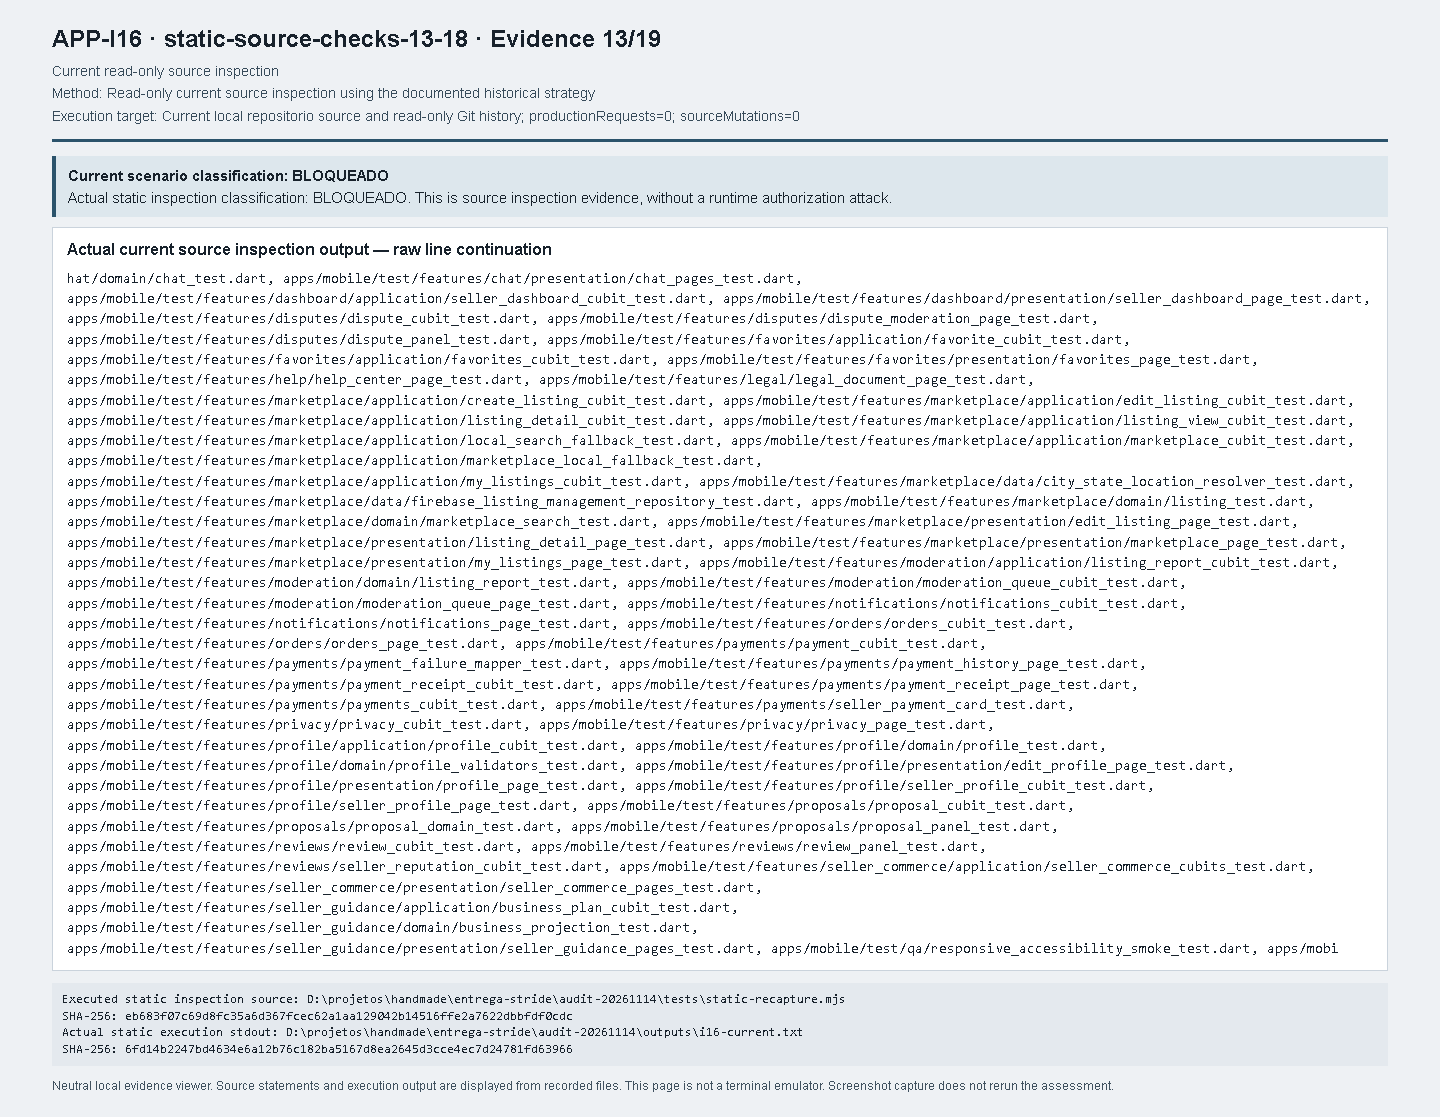 APP-I16 · static-source-checks-13-18 · Evidence 13/19
Current read-only source inspection
Method: Read-only current source inspection using the documented historical strategy
Execution target: Current local repositorio source and read-only Git history; productionRequests=0; sourceMutations=0
Current scenario classification: BLOQUEADO
Actual static inspection classification: BLOQUEADO. This is source inspection evidence, without a runtime authorization attack.
Actual current source inspection output — raw line continuation
hat/domain/chat_test.dart, apps/mobile/test/features/chat/presentation/chat_pages_test.dart,
apps/mobile/test/features/dashboard/application/seller_dashboard_cubit_test.dart, apps/mobile/test/features/dashboard/presentation/seller_dashboard_page_test.dart,
apps/mobile/test/features/disputes/dispute_cubit_test.dart, apps/mobile/test/features/disputes/dispute_moderation_page_test.dart,
apps/mobile/test/features/disputes/dispute_panel_test.dart, apps/mobile/test/features/favorites/application/favorite_cubit_test.dart,
apps/mobile/test/features/favorites/application/favorites_cubit_test.dart, apps/mobile/test/features/favorites/presentation/favorites_page_test.dart,
apps/mobile/test/features/help/help_center_page_test.dart, apps/mobile/test/features/legal/legal_document_page_test.dart,
apps/mobile/test/features/marketplace/application/create_listing_cubit_test.dart, apps/mobile/test/features/marketplace/application/edit_listing_cubit_test.dart,
apps/mobile/test/features/marketplace/application/listing_detail_cubit_test.dart, apps/mobile/test/features/marketplace/application/listing_view_cubit_test.dart,
apps/mobile/test/features/marketplace/application/local_search_fallback_test.dart, apps/mobile/test/features/marketplace/application/marketplace_cubit_test.dart,
apps/mobile/test/features/marketplace/application/marketplace_local_fallback_test.dart,
apps/mobile/test/features/marketplace/application/my_listings_cubit_test.dart, apps/mobile/test/features/marketplace/data/city_state_location_resolver_test.dart,
apps/mobile/test/features/marketplace/data/firebase_listing_management_repository_test.dart, apps/mobile/test/features/marketplace/domain/listing_test.dart,
apps/mobile/test/features/marketplace/domain/marketplace_search_test.dart, apps/mobile/test/features/marketplace/presentation/edit_listing_page_test.dart,
apps/mobile/test/features/marketplace/presentation/listing_detail_page_test.dart, apps/mobile/test/features/marketplace/presentation/marketplace_page_test.dart,
apps/mobile/test/features/marketplace/presentation/my_listings_page_test.dart, apps/mobile/test/features/moderation/application/listing_report_cubit_test.dart,
apps/mobile/test/features/moderation/domain/listing_report_test.dart, apps/mobile/test/features/moderation/moderation_queue_cubit_test.dart,
apps/mobile/test/features/moderation/moderation_queue_page_test.dart, apps/mobile/test/features/notifications/notifications_cubit_test.dart,
apps/mobile/test/features/notifications/notifications_page_test.dart, apps/mobile/test/features/orders/orders_cubit_test.dart,
apps/mobile/test/features/orders/orders_page_test.dart, apps/mobile/test/features/payments/payment_cubit_test.dart,
apps/mobile/test/features/payments/payment_failure_mapper_test.dart, apps/mobile/test/features/payments/payment_history_page_test.dart,
apps/mobile/test/features/payments/payment_receipt_cubit_test.dart, apps/mobile/test/features/payments/payment_receipt_page_test.dart,
apps/mobile/test/features/payments/payments_cubit_test.dart, apps/mobile/test/features/payments/seller_payment_card_test.dart,
apps/mobile/test/features/privacy/privacy_cubit_test.dart, apps/mobile/test/features/privacy/privacy_page_test.dart,
apps/mobile/test/features/profile/application/profile_cubit_test.dart, apps/mobile/test/features/profile/domain/profile_test.dart,
apps/mobile/test/features/profile/domain/profile_validators_test.dart, apps/mobile/test/features/profile/presentation/edit_profile_page_test.dart,
apps/mobile/test/features/profile/presentation/profile_page_test.dart, apps/mobile/test/features/profile/seller_profile_cubit_test.dart,
apps/mobile/test/features/profile/seller_profile_page_test.dart, apps/mobile/test/features/proposals/proposal_cubit_test.dart,
apps/mobile/test/features/proposals/proposal_domain_test.dart, apps/mobile/test/features/proposals/proposal_panel_test.dart,
apps/mobile/test/features/reviews/review_cubit_test.dart, apps/mobile/test/features/reviews/review_panel_test.dart,
apps/mobile/test/features/reviews/seller_reputation_cubit_test.dart, apps/mobile/test/features/seller_commerce/application/seller_commerce_cubits_test.dart,
apps/mobile/test/features/seller_commerce/presentation/seller_commerce_pages_test.dart,
apps/mobile/test/features/seller_guidance/application/business_plan_cubit_test.dart,
apps/mobile/test/features/seller_guidance/domain/business_projection_test.dart,
apps/mobile/test/features/seller_guidance/presentation/seller_guidance_pages_test.dart, apps/mobile/test/qa/responsive_accessibility_smoke_test.dart, apps/mobi
Executed static inspection source: D:\projetos\handmade\entrega-stride\audit-20261114\tests\static-recapture.mjs
SHA-256: eb683f07c69d8fc35a6d367fcec62a1aa129042b14516ffe2a7622dbbfdf0cdc
Actual static execution stdout: D:\projetos\handmade\entrega-stride\audit-20261114\outputs\i16-current.txt
SHA-256: 6fd14b2247bd4634e6a12b76c182ba5167d8ea2645d3cce4ec7d24781fd63966
Neutral local evidence viewer. Source statements and execution output are displayed from recorded files. This page is not a terminal emulator. Screenshot capture does not rerun the assessment.